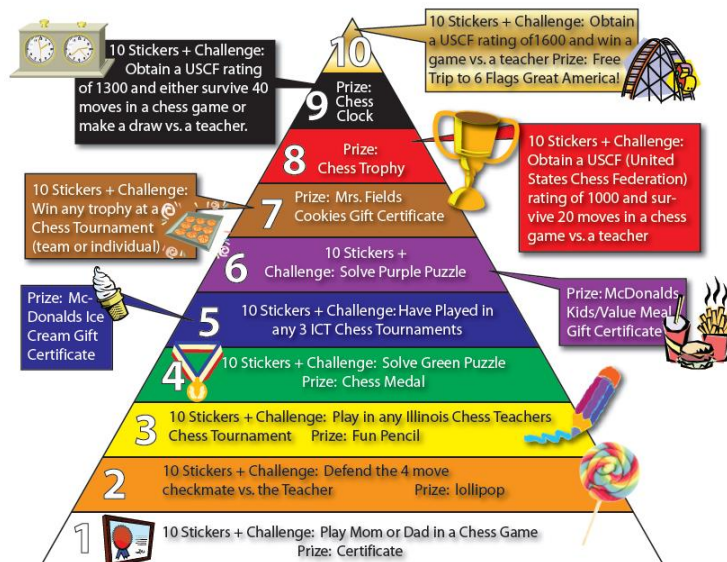 10 Stickers + Challenge: Obtain
a USCF rating of1600 and win a
game vs. a teacher Prize: Free
Trip to 6 Flags Great America!
10
10 Stickers + Challenge:
Obtain a USCF rating
of 1300 and either survive 40
moves in a chess game or
make a draw vs. a teacher.
9
Prize:
Chess
Clock
8
Prize:
Chess Trophy
10 Stickers + Challenge:
Obtain a USCF (United
States Chess Federation)
rating of 1000 and sur-
vive 20 moves in a chess
game vs. a teacher
10 Stickers + Challenge:
Win any trophy at a
Chess Tournament
(team or individual)
7
Prize: Mrs. Fields
Cookies Gift Certificate
6
10 Stickers +
Challenge: Solve Purple Puzzle
Prize: McDonalds
Kids/Value Meal
Gift Certificate
Prize: Mc-
Donalds Ice
Cream Gift
Certificate
5
10 Stickers + Challenge: Have Played in
any 3 ICT Chess Tournaments
4
10 Stickers + Challenge: Solve Green Puzzle
Prize: Chess Medal
3
10 Stickers + Challenge: Play in any Illinois Chess Teachers
Chess Tournament Prize: Fun Pencil
2
10 Stickers + Challenge: Defend the 4 move
checkmate vs. the Teacher Prize: lollipop
1
10 Stickers + Challenge: Play Mom or Dad in a Chess Game
Prize: Certificate